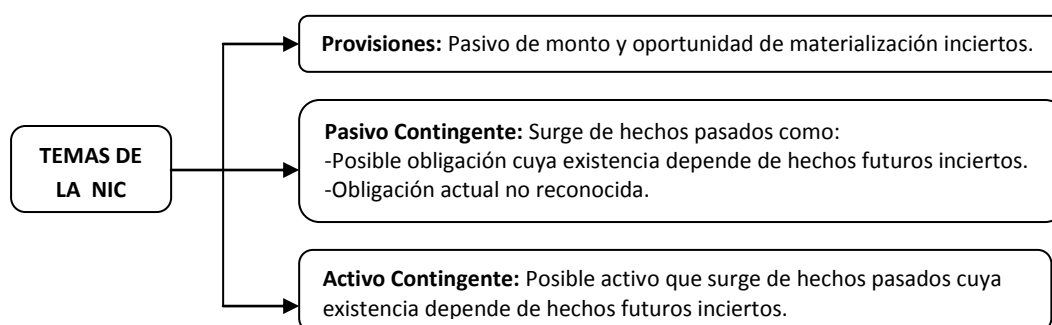 Provisiones: Pasivo de monto y oportunidad de materialización inciertos.
Pasivo Contingente: Surge de hechos pasados como:
-Posible obligación cuya existencia depende de hechos futuros inciertos.
-Obligación actual no reconocida.
TEMAS DE
LA NIC
Activo Contingente: Posible activo que surge de hechos pasados cuya
existencia depende de hechos futuros inciertos.